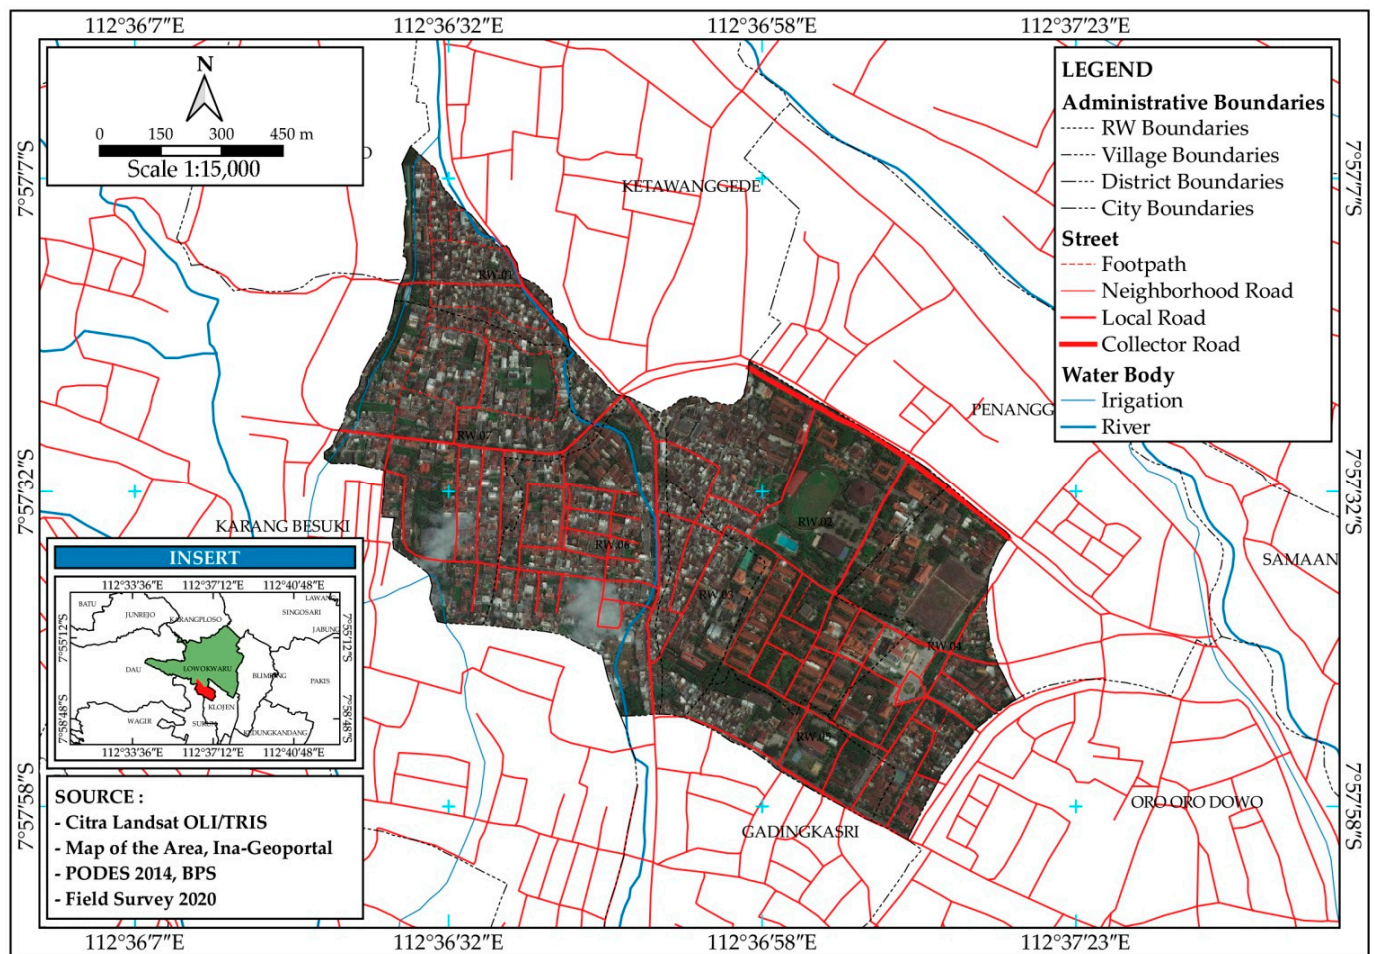 112°36′7″E 112°36′32″E 112°36′58″E 112°37′23″E
N
0 150 300 450 m
Scale 1:15,000
7°57′7″S
7°57′32″S
7°57′58″S
LEGEND
Administrative Boundaries
RW Boundaries
Village Boundaries
District Boundaries
City Boundaries
Street
Footpath
Neighborhood Road
Local Road
Collector Road
Water Body
Irigation
River
7°57′7″S
7°57′32″S
7°57′58″S
O
KETAWANGGEDE
RW.01
PENANGG
RW.07
RW.02
KARANG BESUKI
RW.06
SAMAAN
RW.03
RW.04
RW.05
ORO ORO DOWO
GADINGKASRI
INSERT
112°33′36″E 112°37′12″E 112°40′48″E
7°55′12″S
7°58′48″S
BATU
JUNREJO
KARANGPLOSO
LAWAN
SINGOSARI
JABUNG
DAU
LOWOKWARU
BLIMBING
PAKIS
KLOJEN
WAGIR
SUKUN
KEDUNGKANDANG
7°55′12″S
7°58′48″S
112°33′36″E 112°37′12″E 112°40′48″E
SOURCE :
- Citra Landsat OLI/TRIS
- Map of the Area, Ina-Geoportal
- PODES 2014, BPS
- Field Survey 2020
112°36′7″E 112°36′32″E 112°36′58″E 112°37′23″E